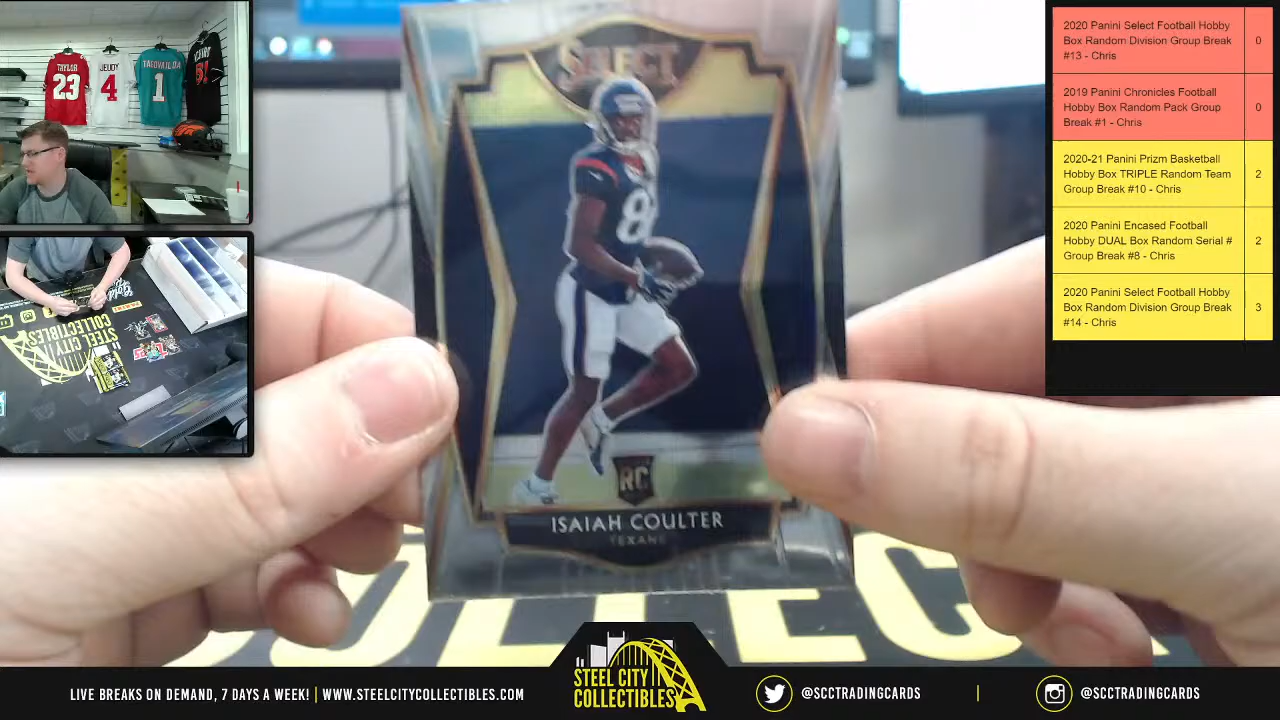 TAYLOR
23
JEUDY
4
TAGOVAILOA
1
51
SELECT
8
RC
ISAIAH COULTER
TEXANS
2020 Panini Select Football Hobby
Box Random Division Group Break
#13 - Chris
0
2019 Panini Chronicles Football
Hobby Box Random Pack Group
Break #1 - Chris
0
2020-21 Panini Prizm Basketball
Hobby Box TRIPLE Random Team
Group Break #10 - Chris
2
2020 Panini Encased Football
Hobby DUAL Box Random Serial #
Group Break #8 - Chris
2
2020 Panini Select Football Hobby
Box Random Division Group Break
#14 - Chris
3
COLLECTIBLES
LIVE BREAKS ON DEMAND, 7 DAYS A WEEK! | WWW.STEELCITYCOLLECTIBLES.COM
STEEL CITY
COLLECTIBLES
@SCCTRADINGCARDS
@SCCTRADINGCARDS